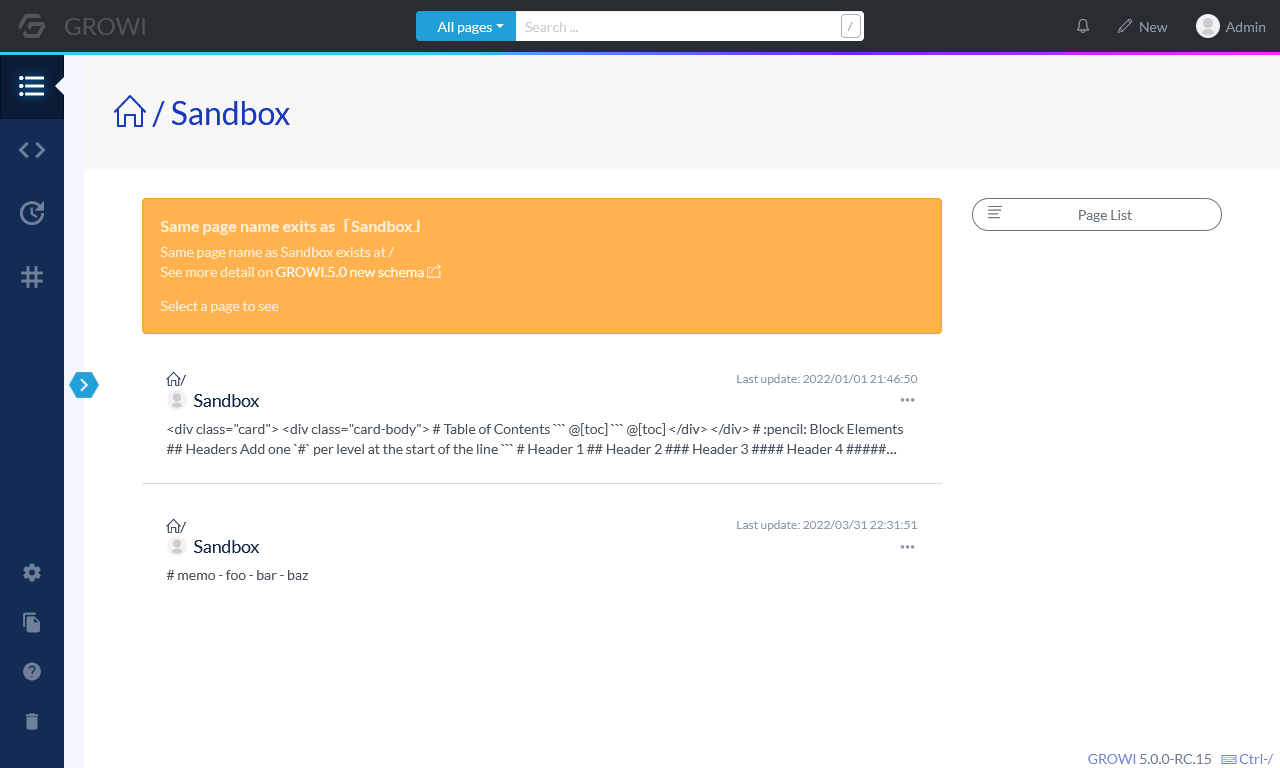 GROWI
All pages
Search ...
/
New
Admin
/ Sandbox
Same page name exits as「Sandbox」
Same page name as Sandbox exists at /
See more detail on GROWI.5.0 new schema
Select a page to see
Page List
/
Last update: 2022/01/01 21:46:50
Sandbox
<div class="card"> <div class="card-body"> # Table of Contents ``` @[toc] ``` @[toc] </div> </div> # :pencil: Block Elements
## Headers Add one `#` per level at the start of the line ``` # Header 1 ## Header 2 ### Header 3 #### Header 4 #####...
/
Last update: 2022/03/31 22:31:51
Sandbox
# memo - foo - bar - baz
GROWI 5.0.0-RC.15
Ctrl-/